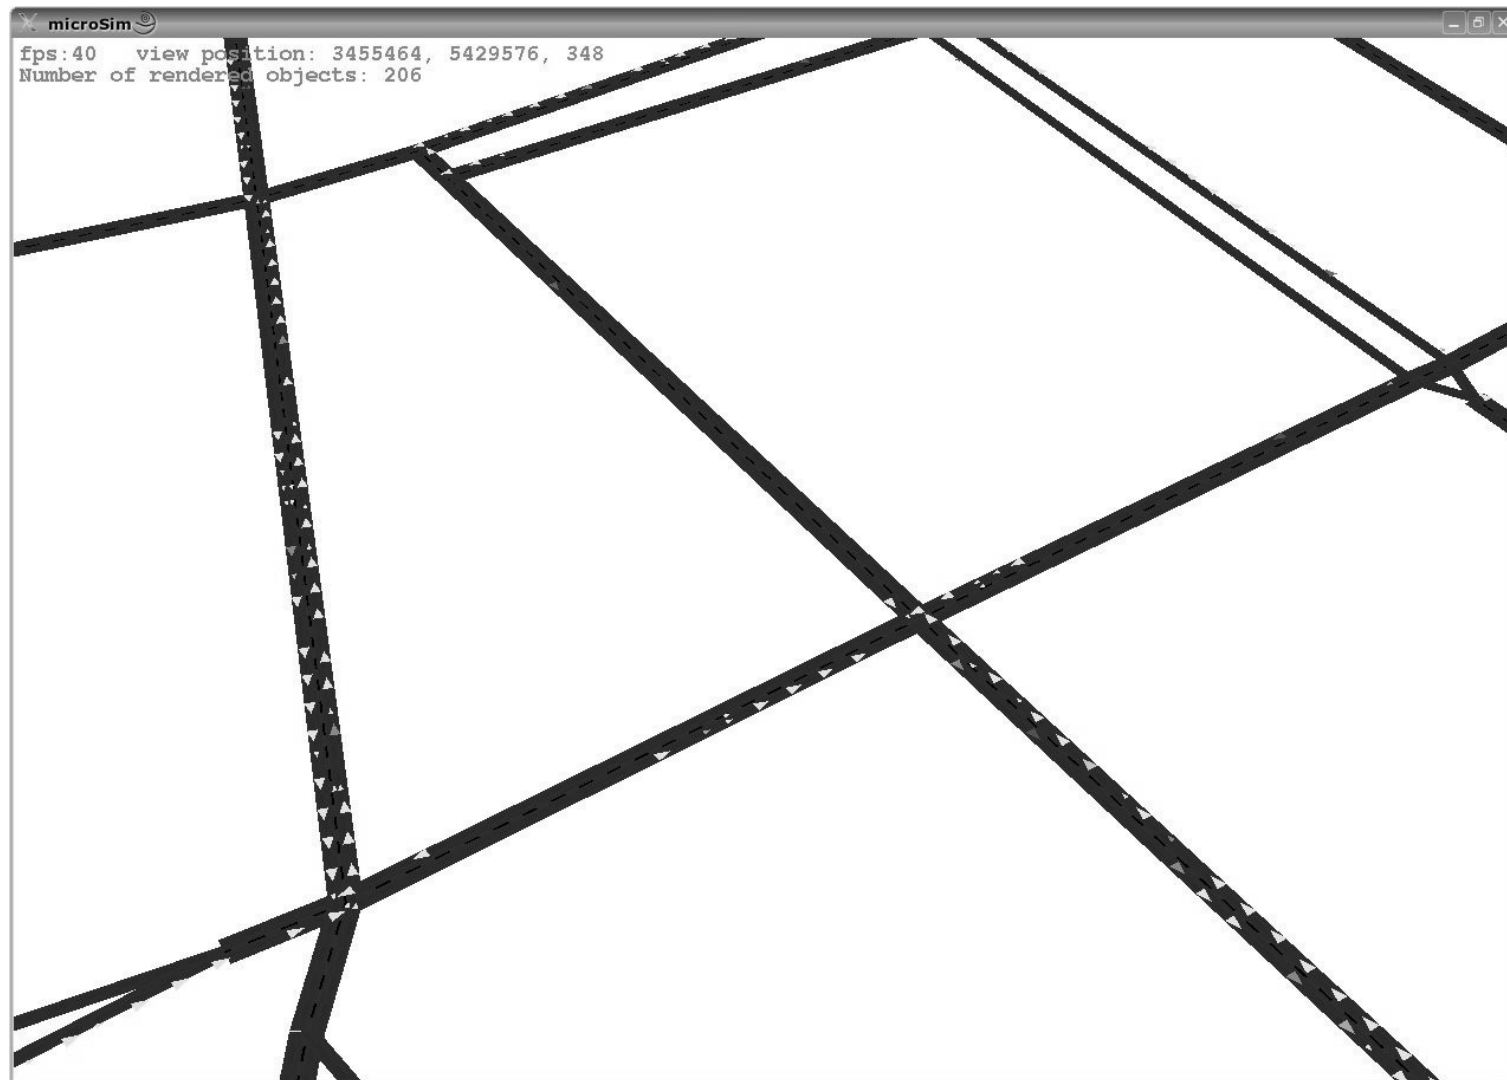 microSim
fps:40 view position: 3455464, 5429576, 348
Number of rendered objects: 206